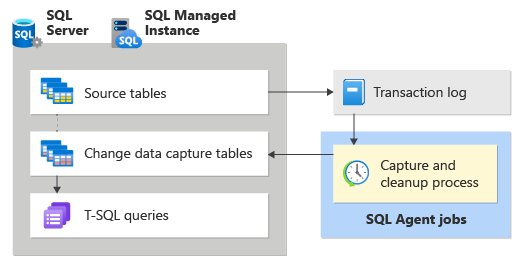 SQL
Server
SQL Managed
Instance
SQL
SQL
Source tables
Transaction log
Change data capture tables
Capture and
cleanup process
T-SQL queries
SQL Agent jobs